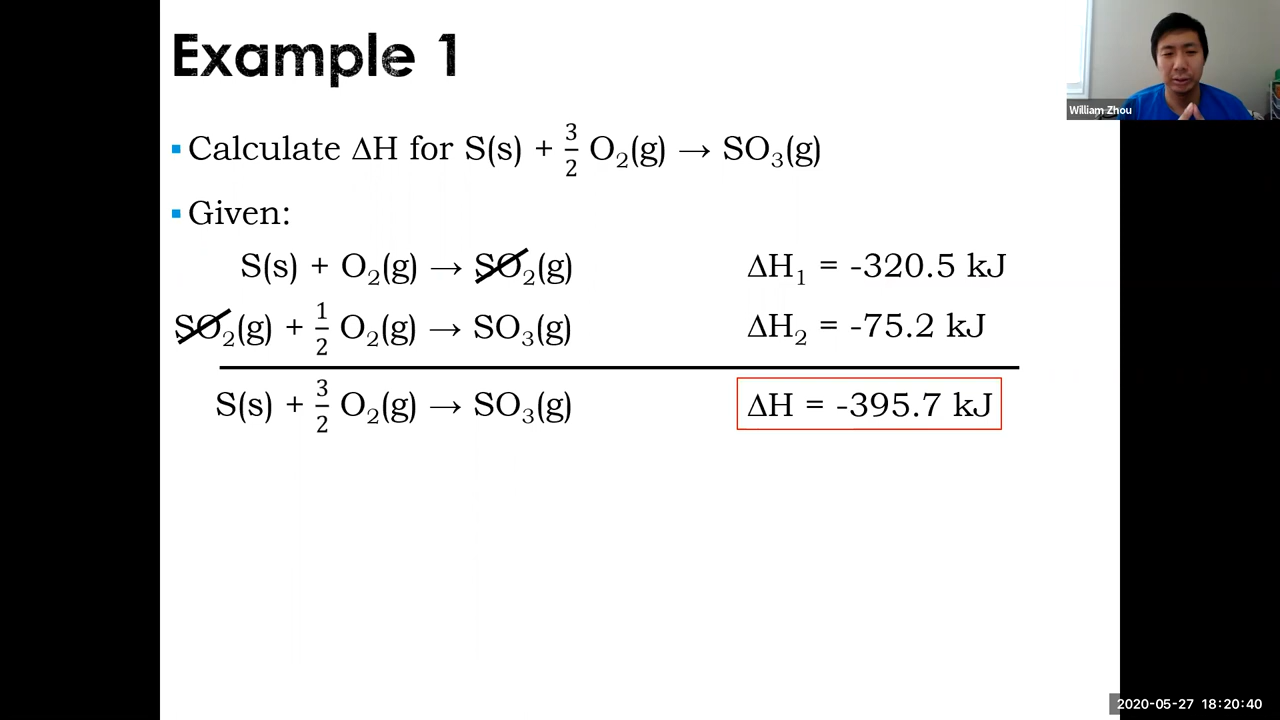 Example 1
William Zhou
▪ Calculate ΔH for S(s) + 3/2 O₂(g) → SO₃(g)
▪ Given:
S(s) + O₂(g) → SO₂(g) ΔH₁ = -320.5 kJ
SO₂(g) + 1/2 O₂(g) → SO₃(g) ΔH₂ = -75.2 kJ
S(s) + 3/2 O₂(g) → SO₃(g) ΔH = -395.7 kJ
2020-05-27 18:20:40